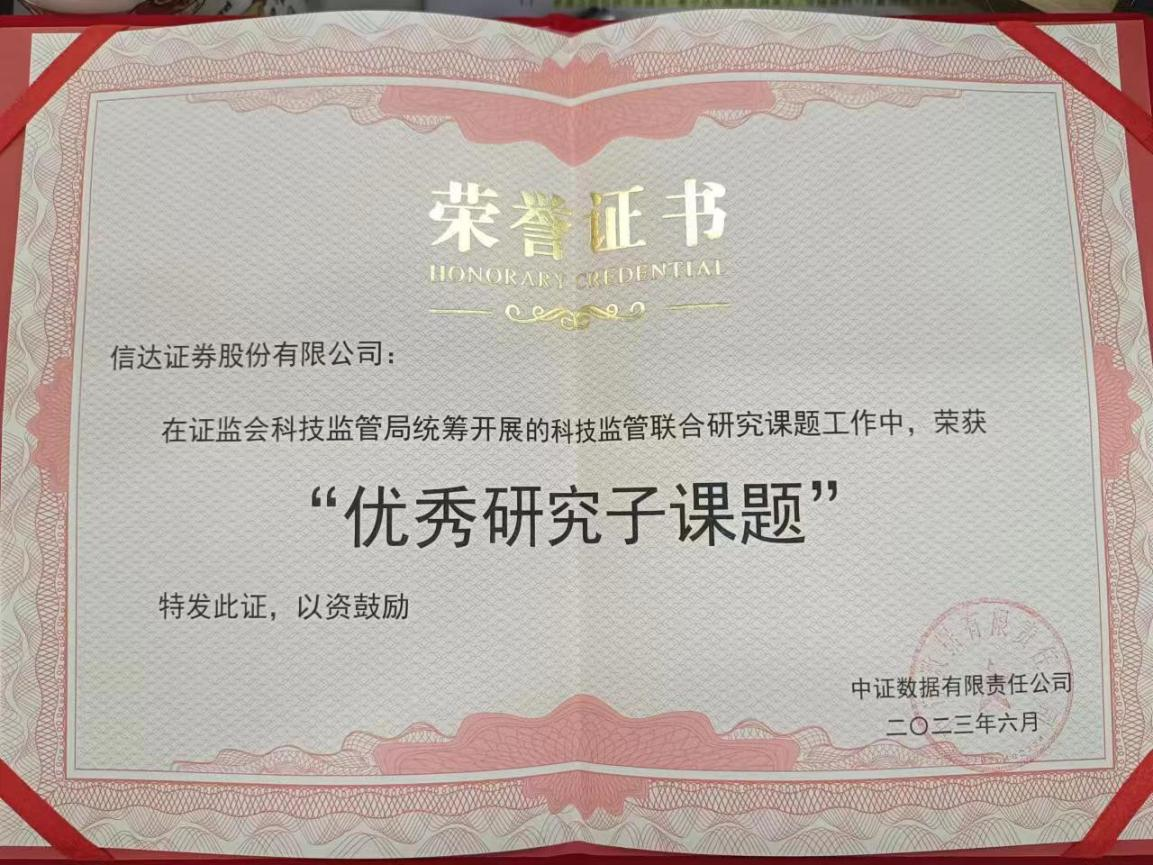 荣誉证书
HONORARY CREDENTIAL
信达证券股份有限公司：
在证监会科技监管局统筹开展的科技监管联合研究课题工作中，荣获
“优秀研究子课题”
特发此证，以资鼓励
中证数据有限责任公司
二〇二三年六月